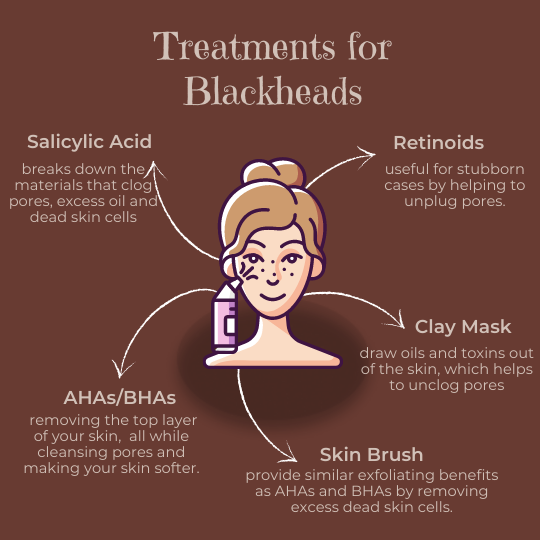 Treatments for
Blackheads
Salicylic Acid
breaks down the
materials that clog
pores, excess oil and
dead skin cells
Retinoids
useful for stubborn
cases by helping to
unplug pores.
Clay Mask
draw oils and toxins out
of the skin, which helps
to unclog pores
AHAs/BHAs
removing the top layer
of your skin, all while
cleansing pores and
making your skin softer.
Skin Brush
provide similar exfoliating benefits
as AHAs and BHAs by removing
excess dead skin cells.